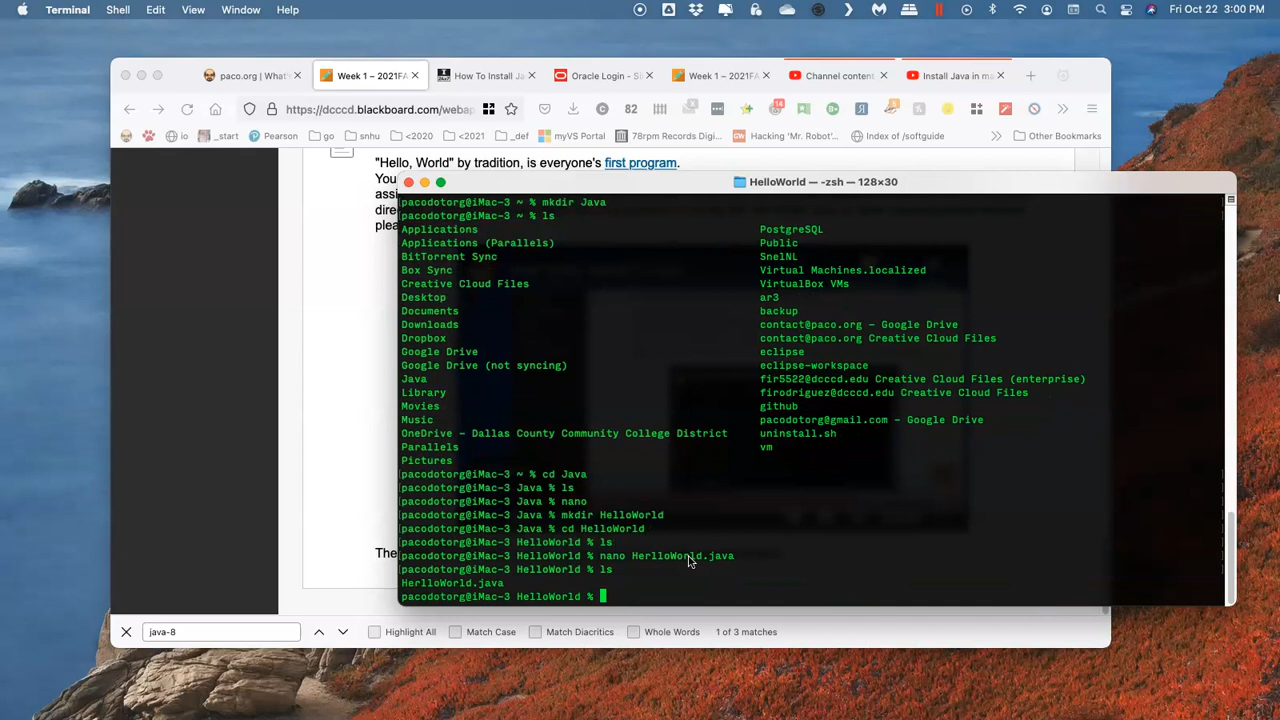 Terminal Shell Edit View Window Help Fri Oct 22 3:00 PM
paco.org | What' Week 1 – 2021FA How To Install Ja Oracle Login - Si Week 1 – 2021FA Channel content Install Java in ma
https://dcccd.blackboard.com/webap 82 14 5
io _start Pearson go snhu <2020 <2021 _def myVS Portal 78rpm Records Digi... Hacking 'Mr. Robot'... Index of /softguide Other Bookmarks
"Hello, World" by tradition, is everyone's first program.
You
assi
dire
plea
The
HelloWorld — -zsh — 128×30
pacodotorg@iMac-3 ~ % mkdir Java
pacodotorg@iMac-3 ~ % ls
Applications PostgreSQL
Applications (Parallels) Public
BitTorrent Sync SnelNL
Box Sync Virtual Machines.localized
Creative Cloud Files VirtualBox VMs
Desktop ar3
Documents backup
Downloads contact@paco.org - Google Drive
Dropbox contact@paco.org Creative Cloud Files
Google Drive eclipse
Google Drive (not syncing) eclipse-workspace
Java fir5522@dcccd.edu Creative Cloud Files (enterprise)
Library firodriguez@dcccd.edu Creative Cloud Files
Movies github
Music pacodotorg@gmail.com - Google Drive
OneDrive - Dallas County Community College District uninstall.sh
Parallels vm
Pictures
pacodotorg@iMac-3 ~ % cd Java
pacodotorg@iMac-3 Java % ls
pacodotorg@iMac-3 Java % nano
pacodotorg@iMac-3 Java % mkdir HelloWorld
pacodotorg@iMac-3 Java % cd HelloWorld
pacodotorg@iMac-3 HelloWorld % ls
pacodotorg@iMac-3 HelloWorld % nano HerlloWorld.java
pacodotorg@iMac-3 HelloWorld % ls
HerlloWorld.java
pacodotorg@iMac-3 HelloWorld %
java-8 Highlight All Match Case Match Diacritics Whole Words 1 of 3 matches